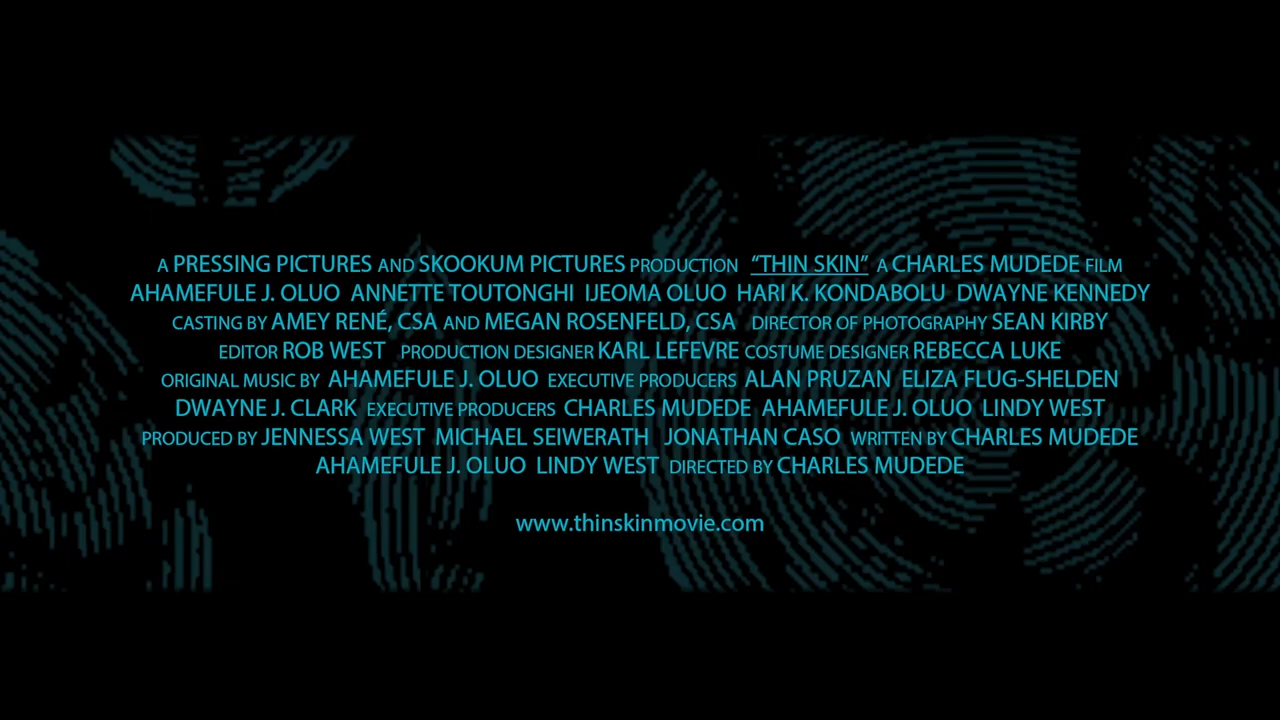 A PRESSING PICTURES AND SKOOKUM PICTURES PRODUCTION “THIN SKIN” A CHARLES MUDEDE FILM
AHAMEFULE J. OLUO ANNETTE TOUTONGHI IJEOMA OLUO HARI K. KONDABOLU DWAYNE KENNEDY
CASTING BY AMEY RENÉ, CSA AND MEGAN ROSENFELD, CSA DIRECTOR OF PHOTOGRAPHY SEAN KIRBY
EDITOR ROB WEST PRODUCTION DESIGNER KARL LEFEVRE COSTUME DESIGNER REBECCA LUKE
ORIGINAL MUSIC BY AHAMEFULE J. OLUO EXECUTIVE PRODUCERS ALAN PRUZAN ELIZA FLUG-SHELDEN
DWAYNE J. CLARK EXECUTIVE PRODUCERS CHARLES MUDEDE AHAMEFULE J. OLUO LINDY WEST
PRODUCED BY JENNESSA WEST MICHAEL SEIWERATH JONATHAN CASO WRITTEN BY CHARLES MUDEDE
AHAMEFULE J. OLUO LINDY WEST DIRECTED BY CHARLES MUDEDE
www.thinskinmovie.com